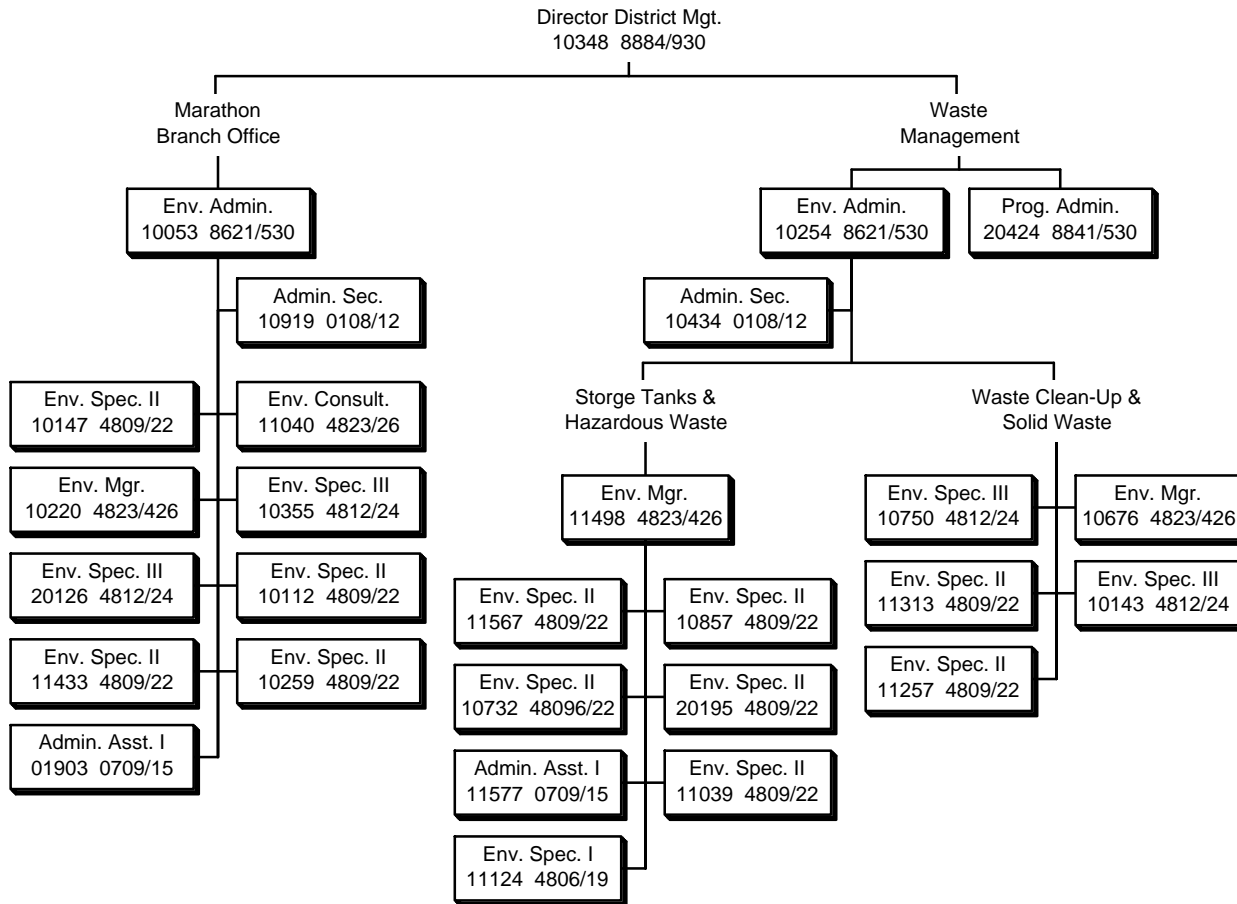 Director District Mgt.
10348 8884/930
Marathon
Branch Office
Waste
Management
Env. Admin.
10053 8621/530
Env. Admin.
10254 8621/530
Prog. Admin.
20424 8841/530
Admin. Sec.
10919 0108/12
Admin. Sec.
10434 0108/12
Env. Spec. II
10147 4809/22
Env. Consult.
11040 4823/26
Env. Mgr.
10220 4823/426
Env. Spec. III
10355 4812/24
Env. Spec. III
20126 4812/24
Env. Spec. II
10112 4809/22
Env. Spec. II
11433 4809/22
Env. Spec. II
10259 4809/22
Admin. Asst. I
01903 0709/15
Storge Tanks &
Hazardous Waste
Env. Mgr.
11498 4823/426
Env. Spec. II
11567 4809/22
Env. Spec. II
10857 4809/22
Env. Spec. II
10732 48096/22
Env. Spec. II
20195 4809/22
Admin. Asst. I
11577 0709/15
Env. Spec. II
11039 4809/22
Env. Spec. I
11124 4806/19
Waste Clean-Up &
Solid Waste
Env. Spec. III
10750 4812/24
Env. Mgr.
10676 4823/426
Env. Spec. II
11313 4809/22
Env. Spec. III
10143 4812/24
Env. Spec. II
11257 4809/22